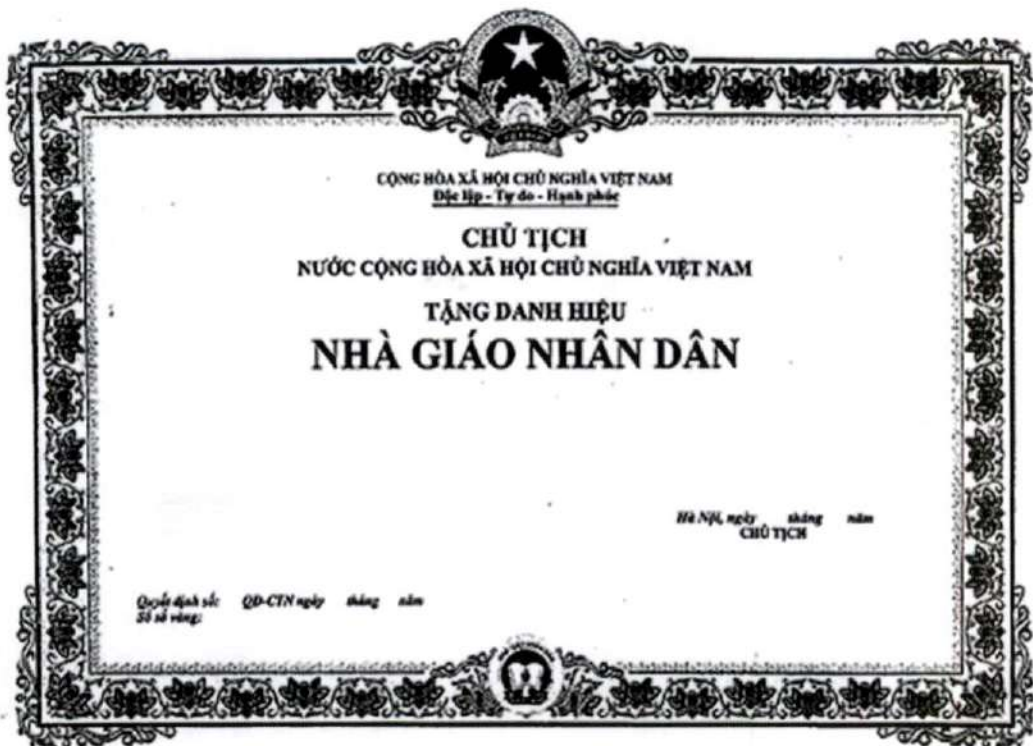 CỘNG HÒA XÃ HỘI CHỦ NGHĨA VIỆT NAM
Độc lập - Tự do - Hạnh phúc
CHỦ TỊCH
NƯỚC CỘNG HÒA XÃ HỘI CHỦ NGHĨA VIỆT NAM
TẶNG DANH HIỆU
NHÀ GIÁO NHÂN DÂN
Hà Nội, ngày tháng năm
CHỦ TỊCH
Quyết định số: QĐ-CTN ngày tháng năm
Số sổ vàng: